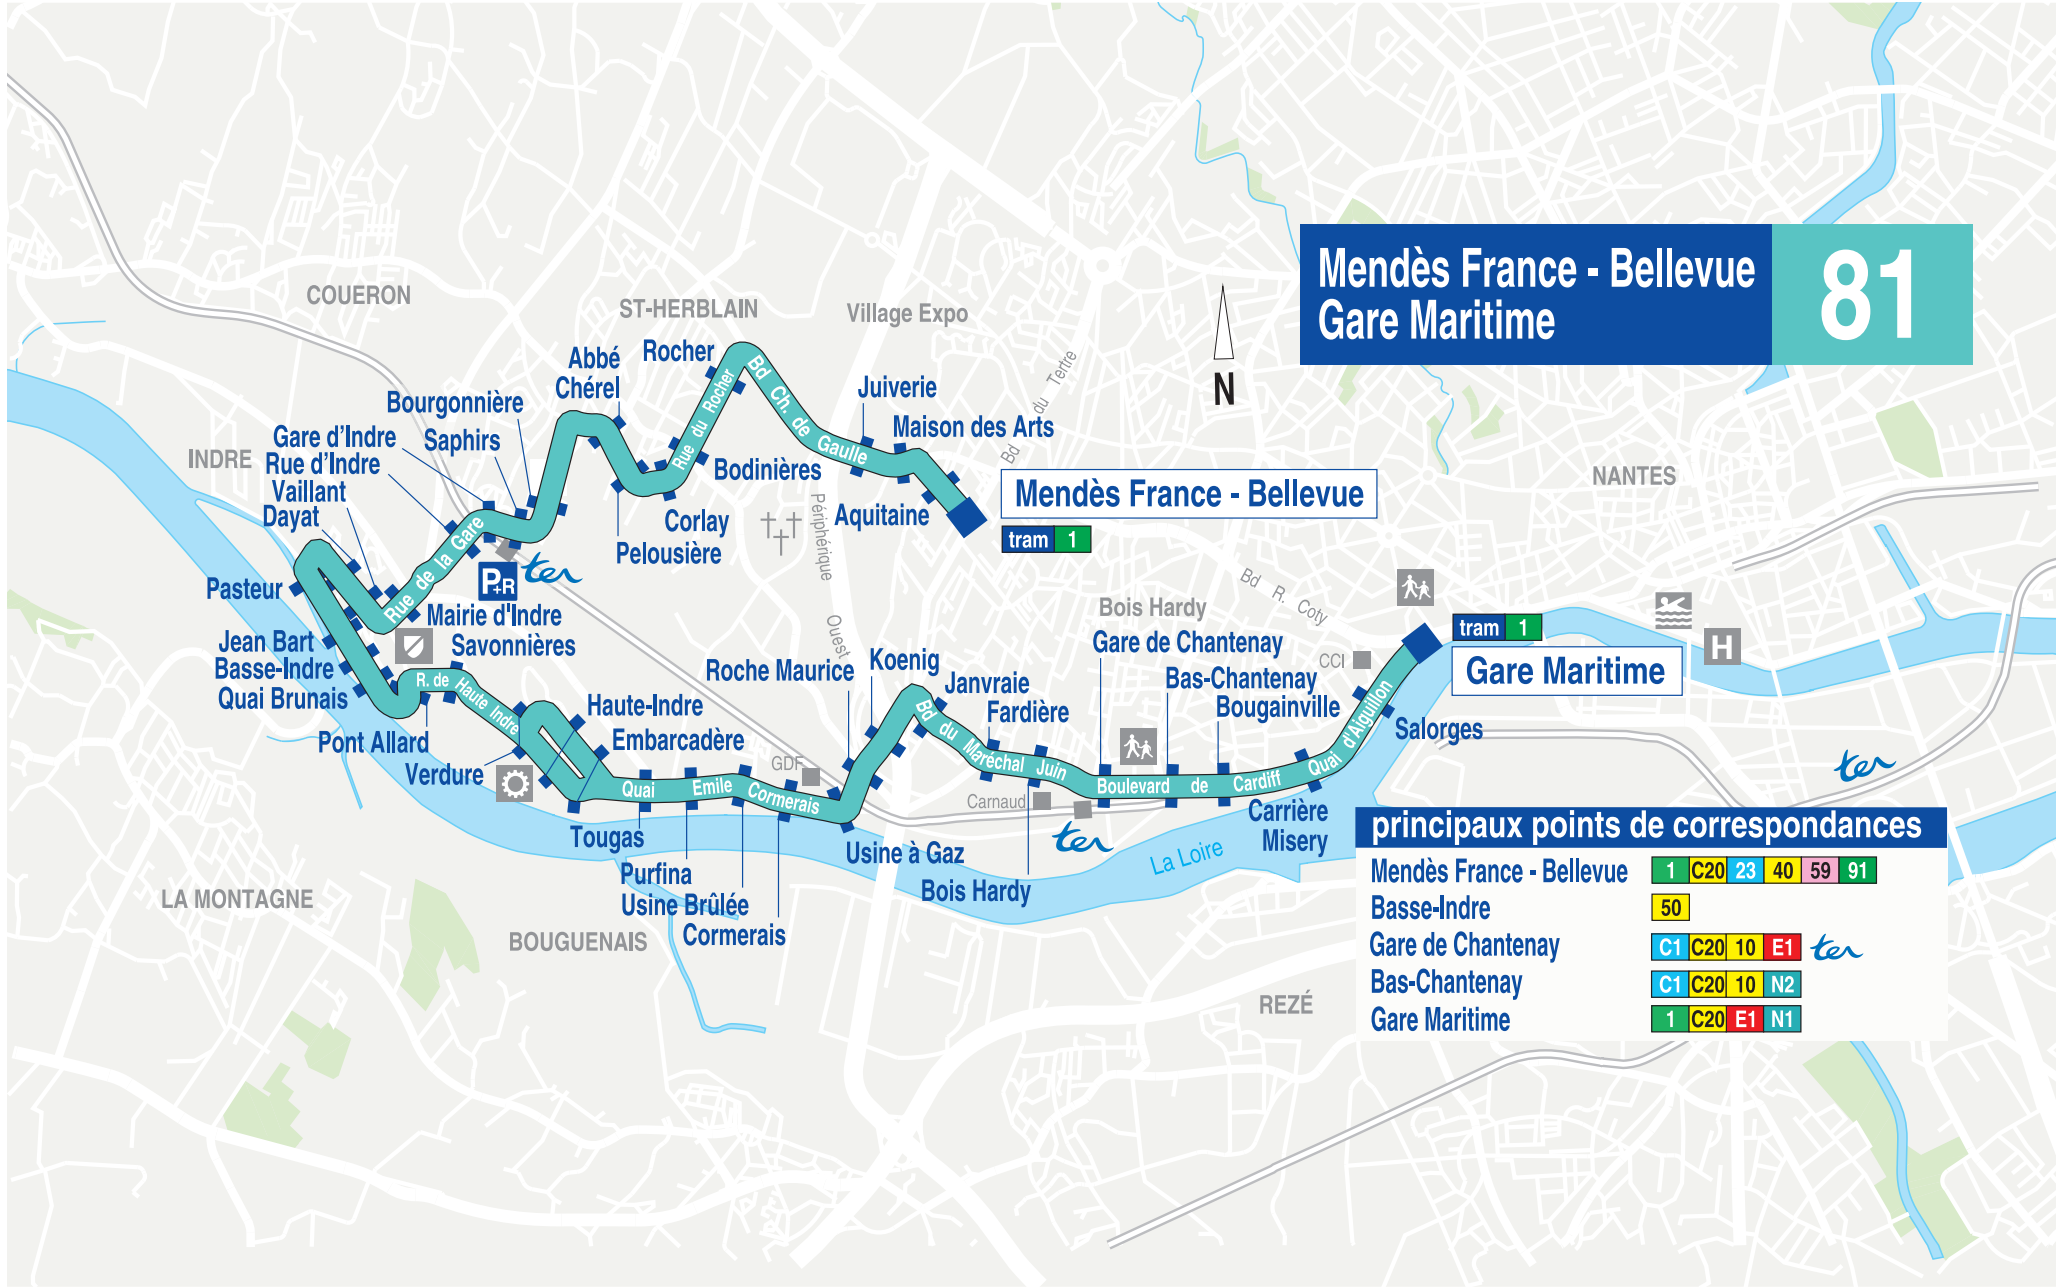 Mendès France - Bellevue
Gare Maritime
81
COUERON
ST-HERBLAIN
Village Expo
N
Abbé
Chérel
Rocher
Bourgonnière
Saphirs
Gare d'Indre
Rue d'Indre
Vaillant
Dayat
INDRE
Juiverie
Maison des Arts
Bd du Tertre
Bd Ch. de Gaulle
Rue du Rocher
Bodinières
Corlay
Pelousière
Aquitaine
Mendès France - Bellevue
tram 1
NANTES
Périphérique
Ouest
Rue de la Gare
P+R
ter
Pasteur
Mairie d'Indre
Savonnières
Jean Bart
Basse-Indre
Quai Brunais
R. de Haute Indre
Pont Allard
Verdure
Haute-Indre
Embarcadère
Roche Maurice
Koenig
Janvraie
Fardière
Bois Hardy
Gare de Chantenay
Bas-Chantenay
Bougainville
Bd R. Coty
CCI
tram 1
Gare Maritime
H
Salorges
GDF
Quai Emile Cormerais
Bd du Maréchal Juin
Boulevard de Cardiff
Quai d'Aiguillon
Carnaud
ter
Carrière
Misery
La Loire
Tougas
Purfina
Usine Brûlée
Cormerais
Usine à Gaz
Bois Hardy
ter
LA MONTAGNE
BOUGUENAIS
REZÉ
principaux points de correspondances
Mendès France - Bellevue 1 C20 23 40 59 91
Basse-Indre 50
Gare de Chantenay C1 C20 10 E1 ter
Bas-Chantenay C1 C20 10 N2
Gare Maritime 1 C20 E1 N1